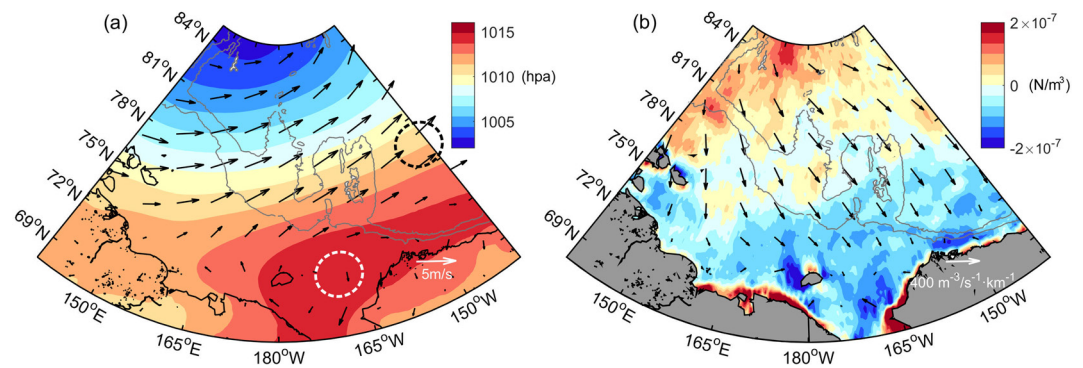 (a)
84°N
81°N
78°N
75°N
72°N
69°N
150°E
165°E
180°W
165°W
150°W
1015
1010 (hpa)
1005
5m/s
(b)
84°N
81°N
78°N
75°N
72°N
69°N
150°E
165°E
180°W
165°W
150°W
2×10⁻⁷
0 (N/m³)
-2×10⁻⁷
400 m⁻³/s⁻¹·km⁻¹